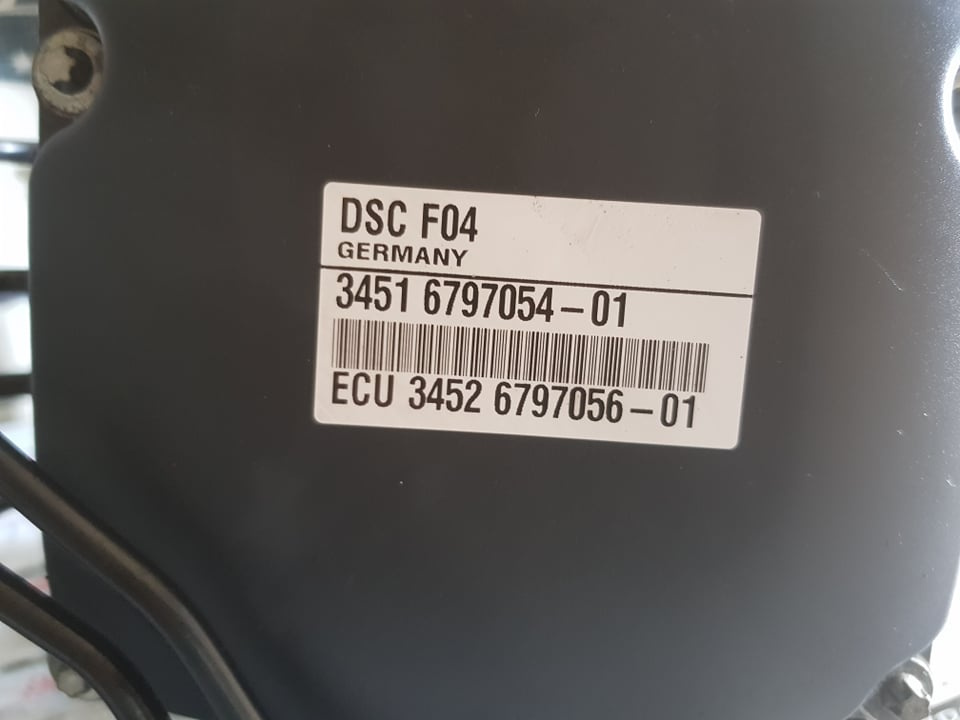 DSC F04
GERMANY
3451 6797054-01
ECU 3452 6797056-01